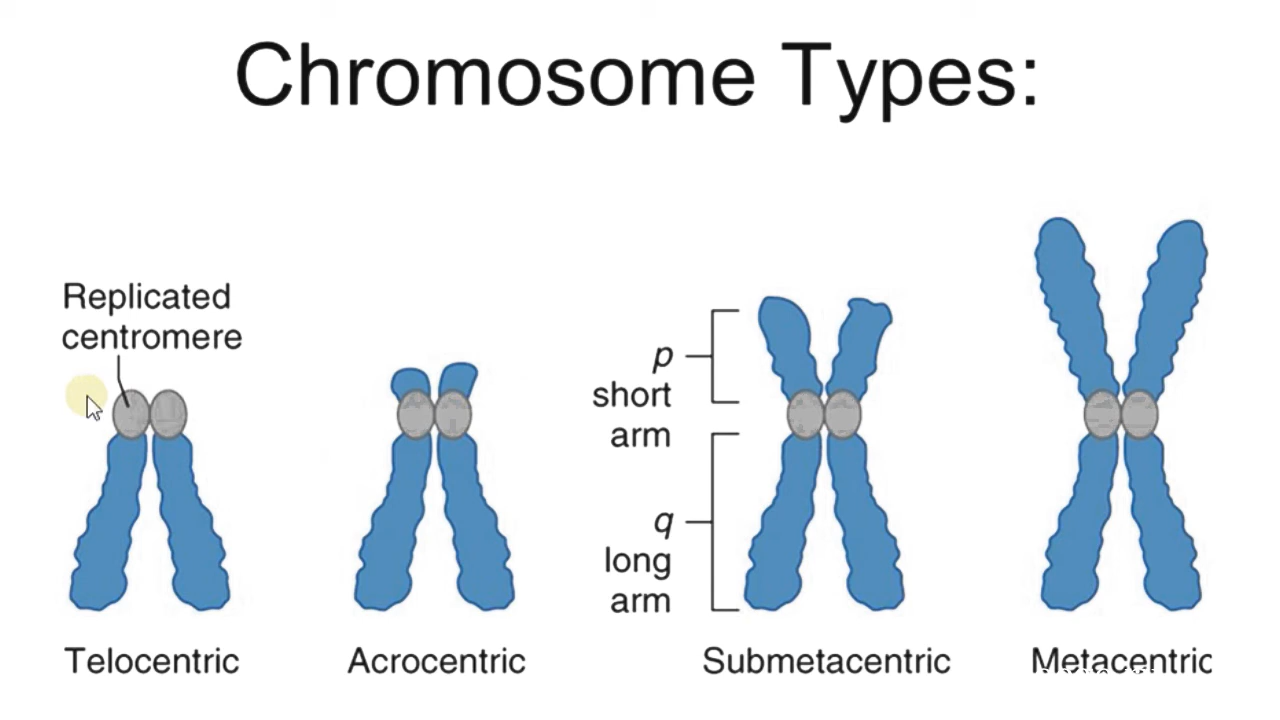 Chromosome Types:
Replicated
centromere
p
short
arm
q
long
arm
Telocentric
Acrocentric
Submetacentric
Metacentric